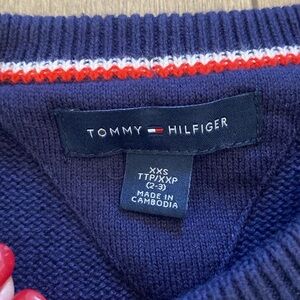 TOMMY HILFIGER
XXS
TTP/XXP
(2-3)
MADE IN
CAMBODIA